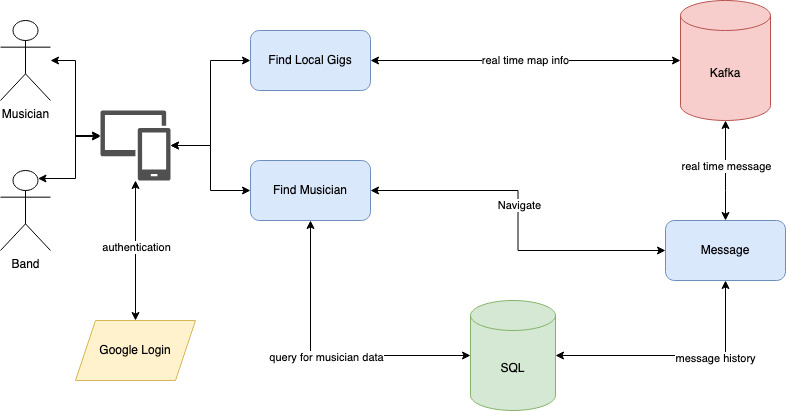 Find Local Gigs
real time map info
Kafka
Musician
real time message
Find Musician
Navigate
authentication
Message
Band
Google Login
query for musician data
SQL
message history